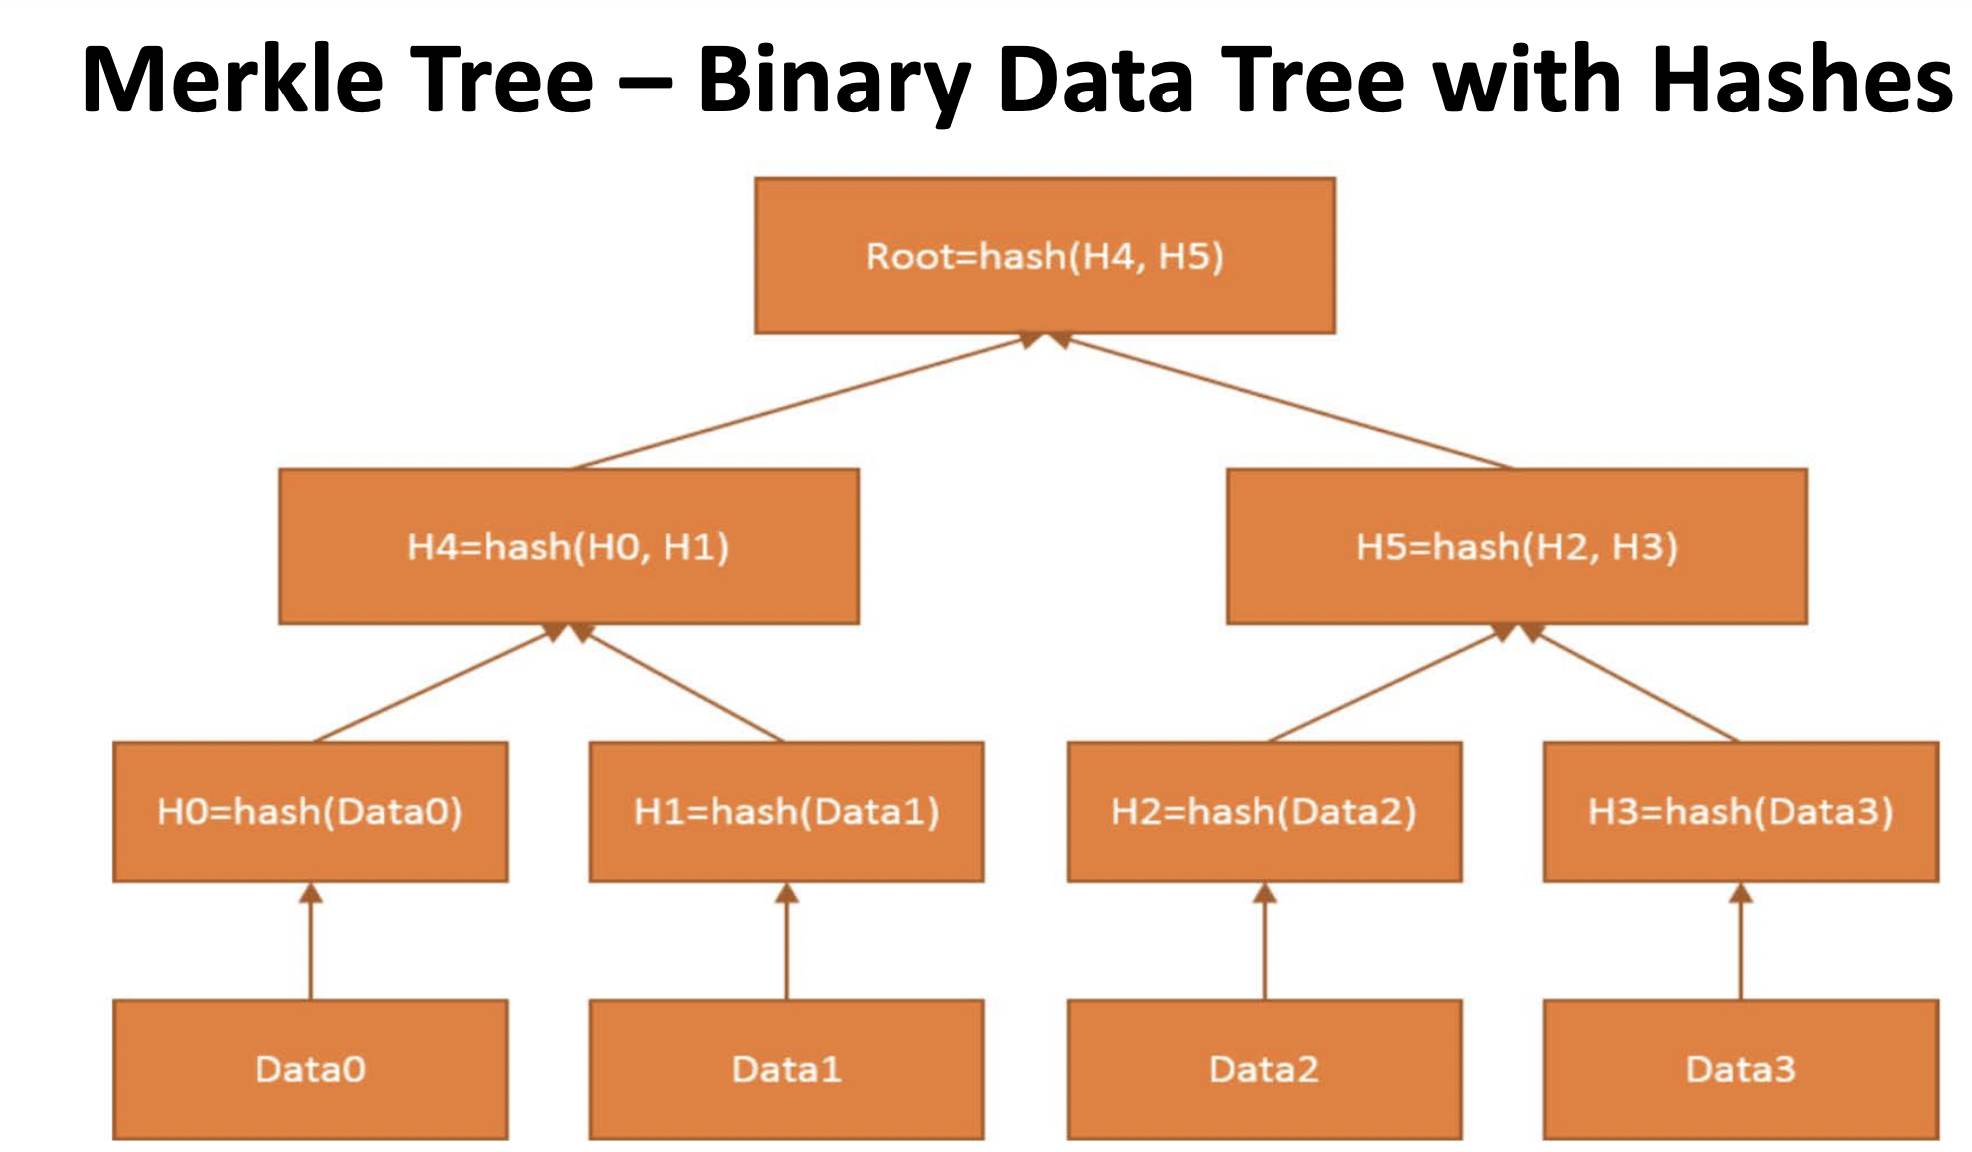 Merkle Tree – Binary Data Tree with Hashes
Root=hash(H4, H5)
H4=hash(H0, H1)
H5=hash(H2, H3)
H0=hash(Data0)
H1=hash(Data1)
H2=hash(Data2)
H3=hash(Data3)
Data0
Data1
Data2
Data3